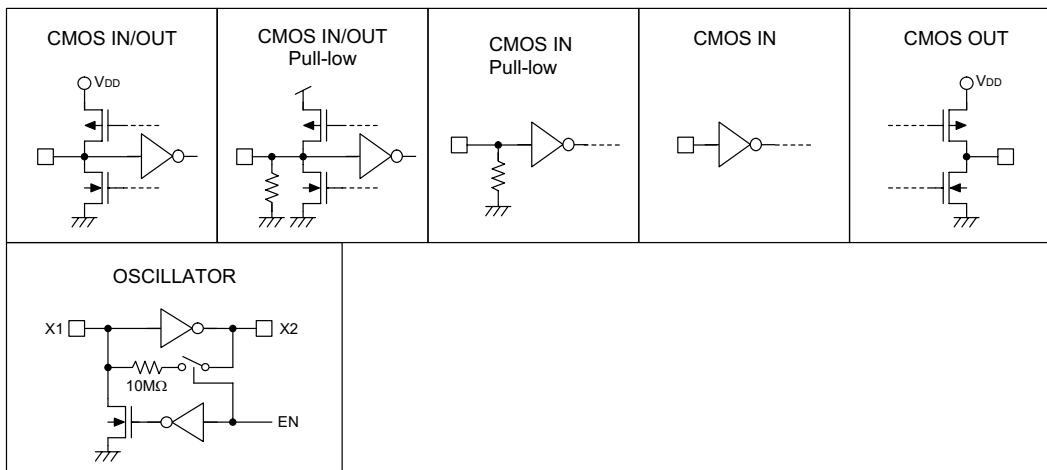 CMOS IN/OUT
VDD
CMOS IN/OUT
Pull-low
CMOS IN
Pull-low
CMOS IN
CMOS OUT
VDD
OSCILLATOR
X1
X2
10MΩ
EN